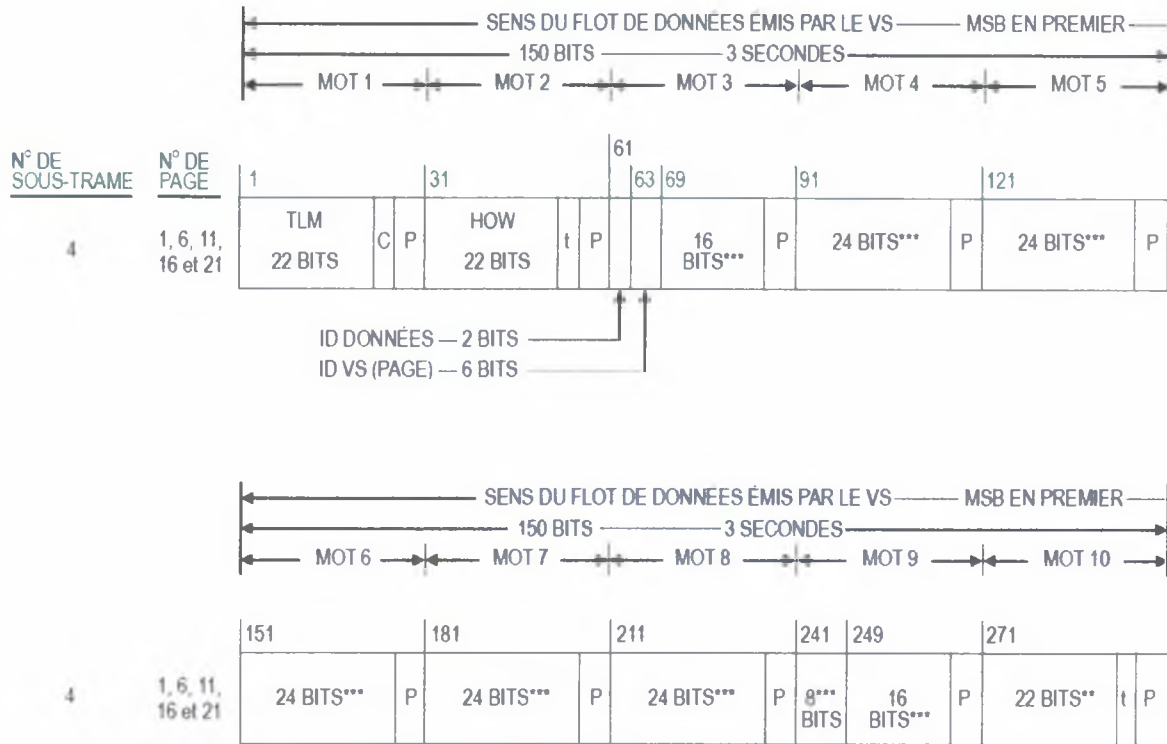 SENS DU FLOT DE DONNÉES ÉMIS PAR LE VS MSB EN PREMIER
150 BITS 3 SECONDES
MOT 1 MOT 2 MOT 3 MOT 4 MOT 5
N° DE SOUS-TRAME
N° DE PAGE
61
1 31 63 69 91 121
4
1, 6, 11,
16 et 21
TLM
22 BITS
C
P
HOW
22 BITS
t
P
16
BITS***
P
24 BITS***
P
24 BITS***
P
ID DONNÉES — 2 BITS
ID VS (PAGE) — 6 BITS
SENS DU FLOT DE DONNÉES ÉMIS PAR LE VS MSB EN PREMIER
150 BITS 3 SECONDES
MOT 6 MOT 7 MOT 8 MOT 9 MOT 10
151 181 211 241 249 271
4
1, 6, 11,
16 et 21
24 BITS***
P
24 BITS***
P
24 BITS***
P
8***
BITS
16
BITS***
P
22 BITS**
t
P